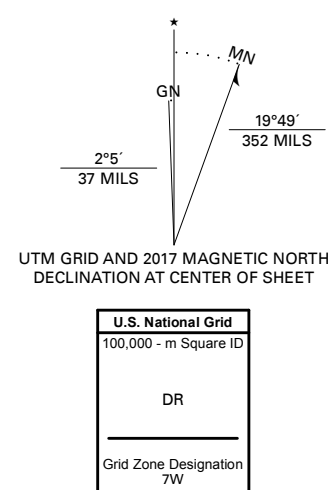 ★
MN
GN
19°49´
352 MILS
2°5´
37 MILS
UTM GRID AND 2017 MAGNETIC NORTH
DECLINATION AT CENTER OF SHEET
U.S. National Grid
100,000 - m Square ID
DR
Grid Zone Designation
7W